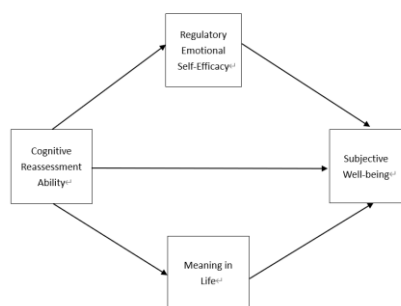 Regulatory
Emotional
Self-Efficacy↵
Cognitive
Reassessment
Ability↵
Subjective
Well-being↵
Meaning in
Life↵